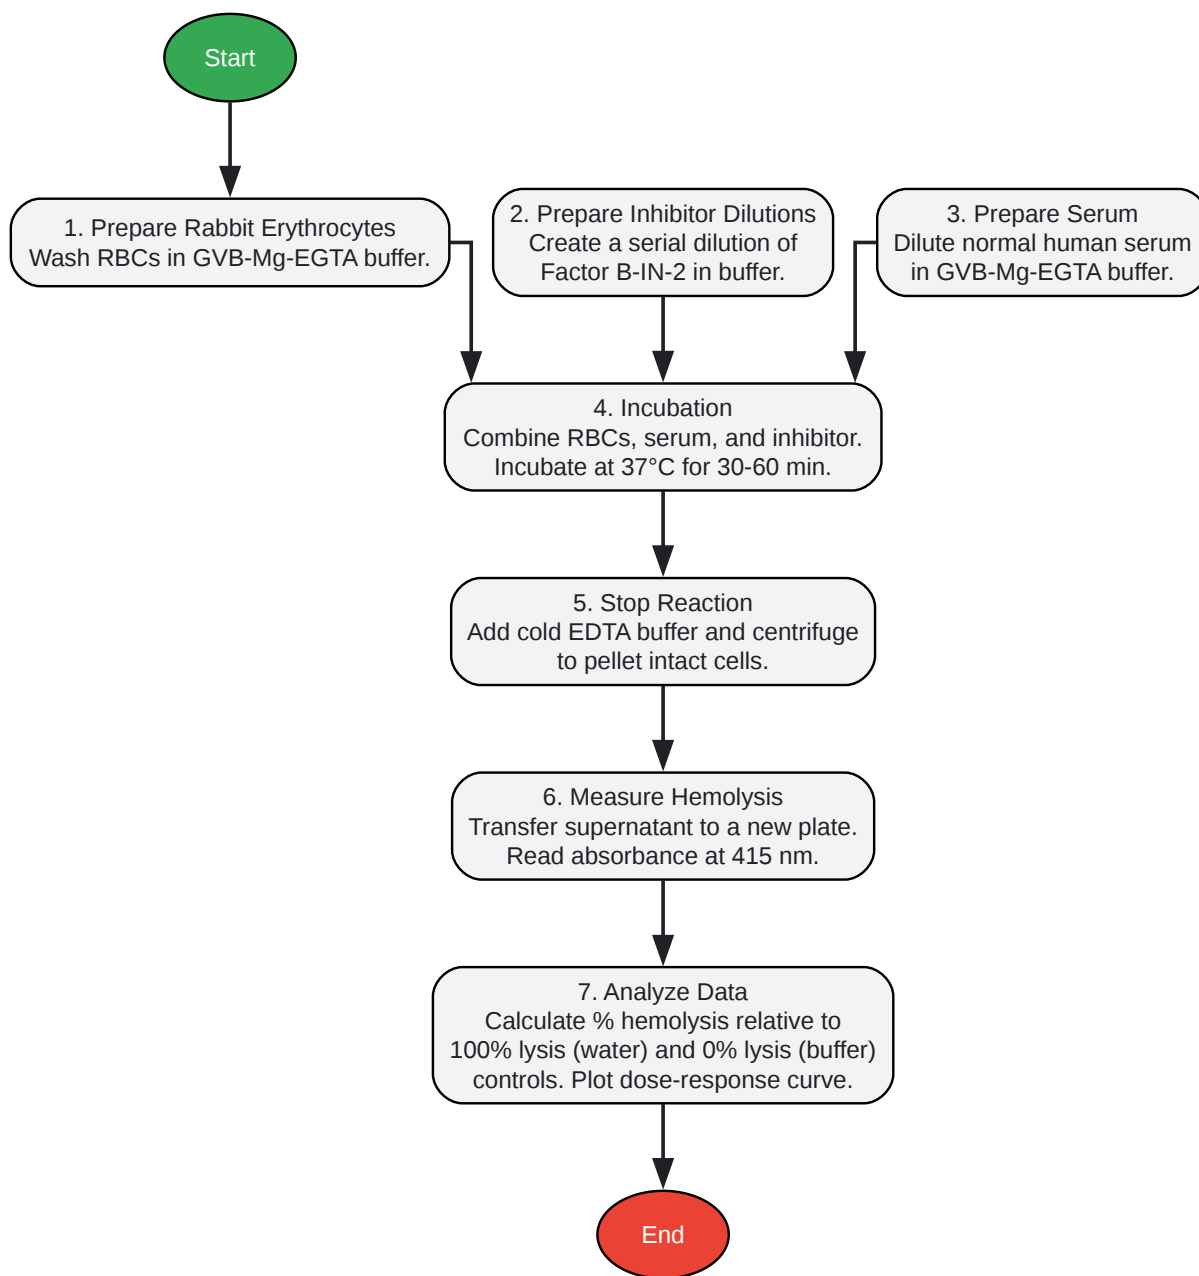 Start
1. Prepare Rabbit Erythrocytes
Wash RBCs in GVB-Mg-EGTA buffer.
2. Prepare Inhibitor Dilutions
Create a serial dilution of
Factor B-IN-2 in buffer.
3. Prepare Serum
Dilute normal human serum
in GVB-Mg-EGTA buffer.
4. Incubation
Combine RBCs, serum, and inhibitor.
Incubate at 37°C for 30-60 min.
5. Stop Reaction
Add cold EDTA buffer and centrifuge
to pellet intact cells.
6. Measure Hemolysis
Transfer supernatant to a new plate.
Read absorbance at 415 nm.
7. Analyze Data
Calculate % hemolysis relative to
100% lysis (water) and 0% lysis (buffer)
controls. Plot dose-response curve.
End